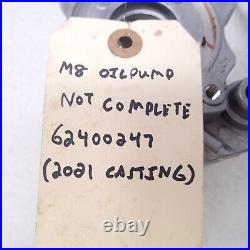 M8 OILPUMP
NOT COMPLETE
62400247
(2021 CASTING)